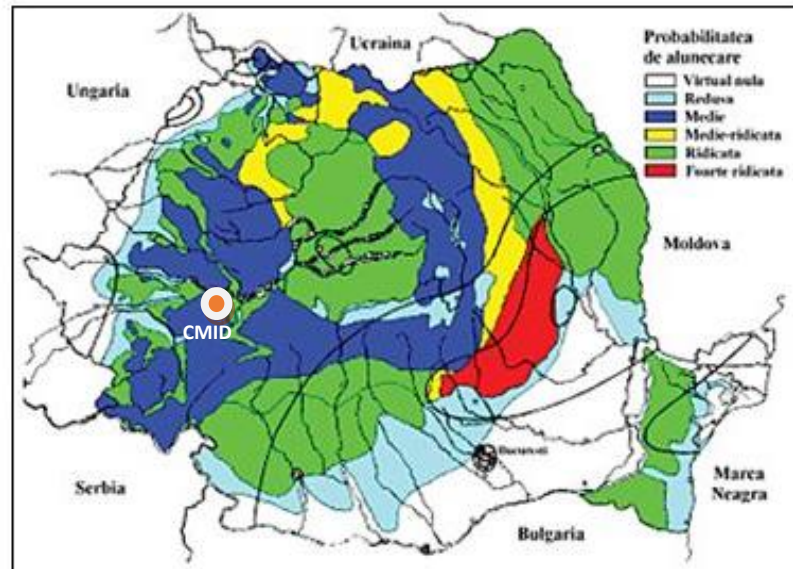 Ucraina
Ungaria
Probabilitatea
de alunecare
Virtual nula
Redusa
Medie
Medie-ridicata
Ridicata
Foarte ridicata
Moldova
CMID
Bucuresti
Serbia
Marea
Neagra
Bulgaria